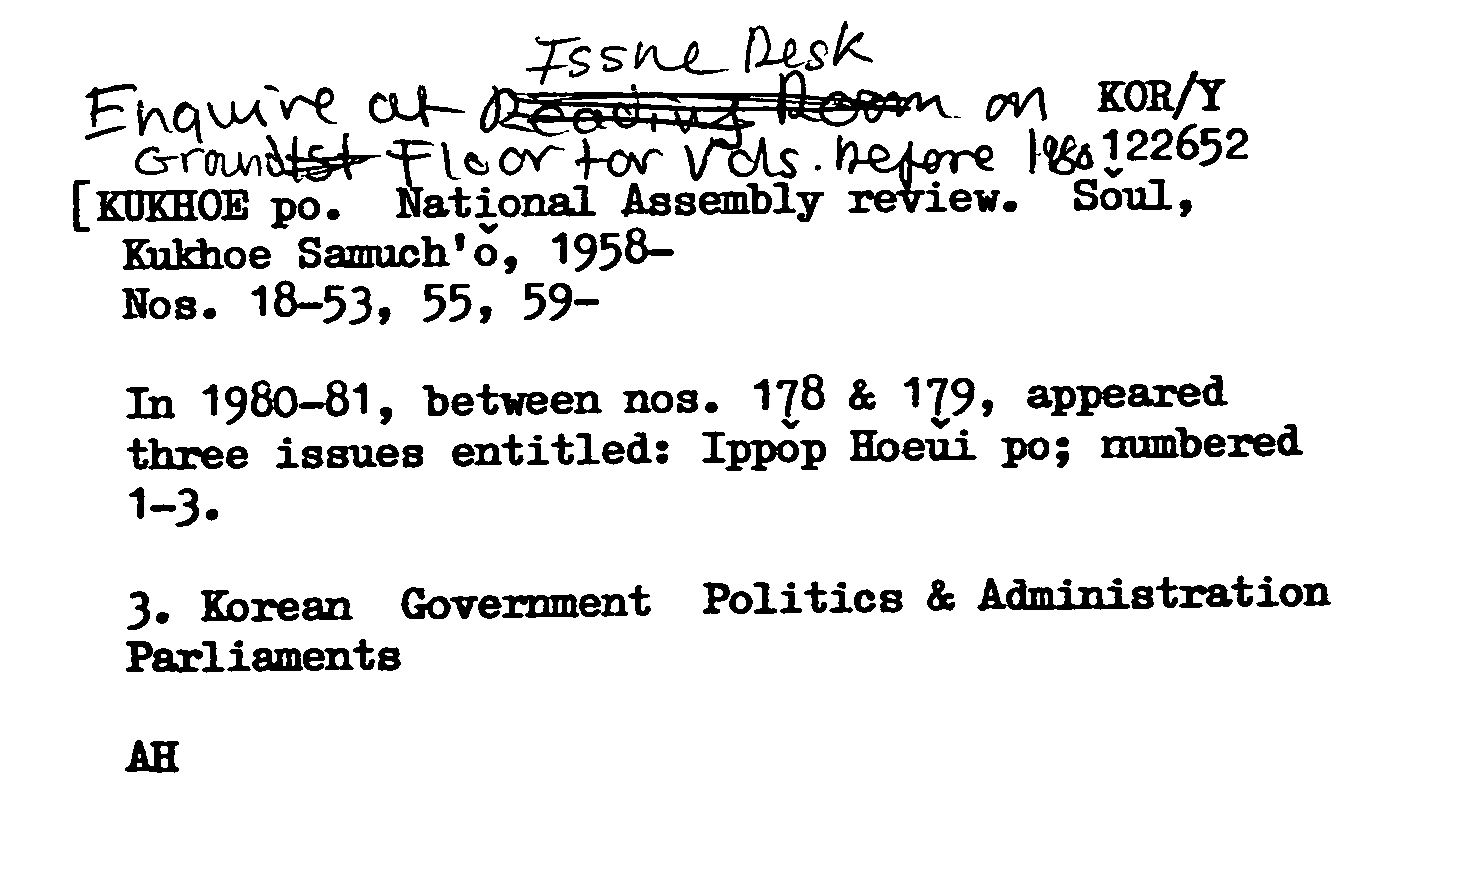 Issue Desk
Enquire at Reading Room on KOR/Y
Ground 1st Floor for Vols. before 1980 122652
[KUKHOE po. National Assembly review. Sŏul,
Kukhoe Samuch'ŏ, 1958-
Nos. 18-53, 55, 59-
In 1980-81, between nos. 178 & 179, appeared
three issues entitled: Ippŏp Hoeŭi po; numbered
1-3.
3. Korean Government Politics & Administration
Parliaments
AH